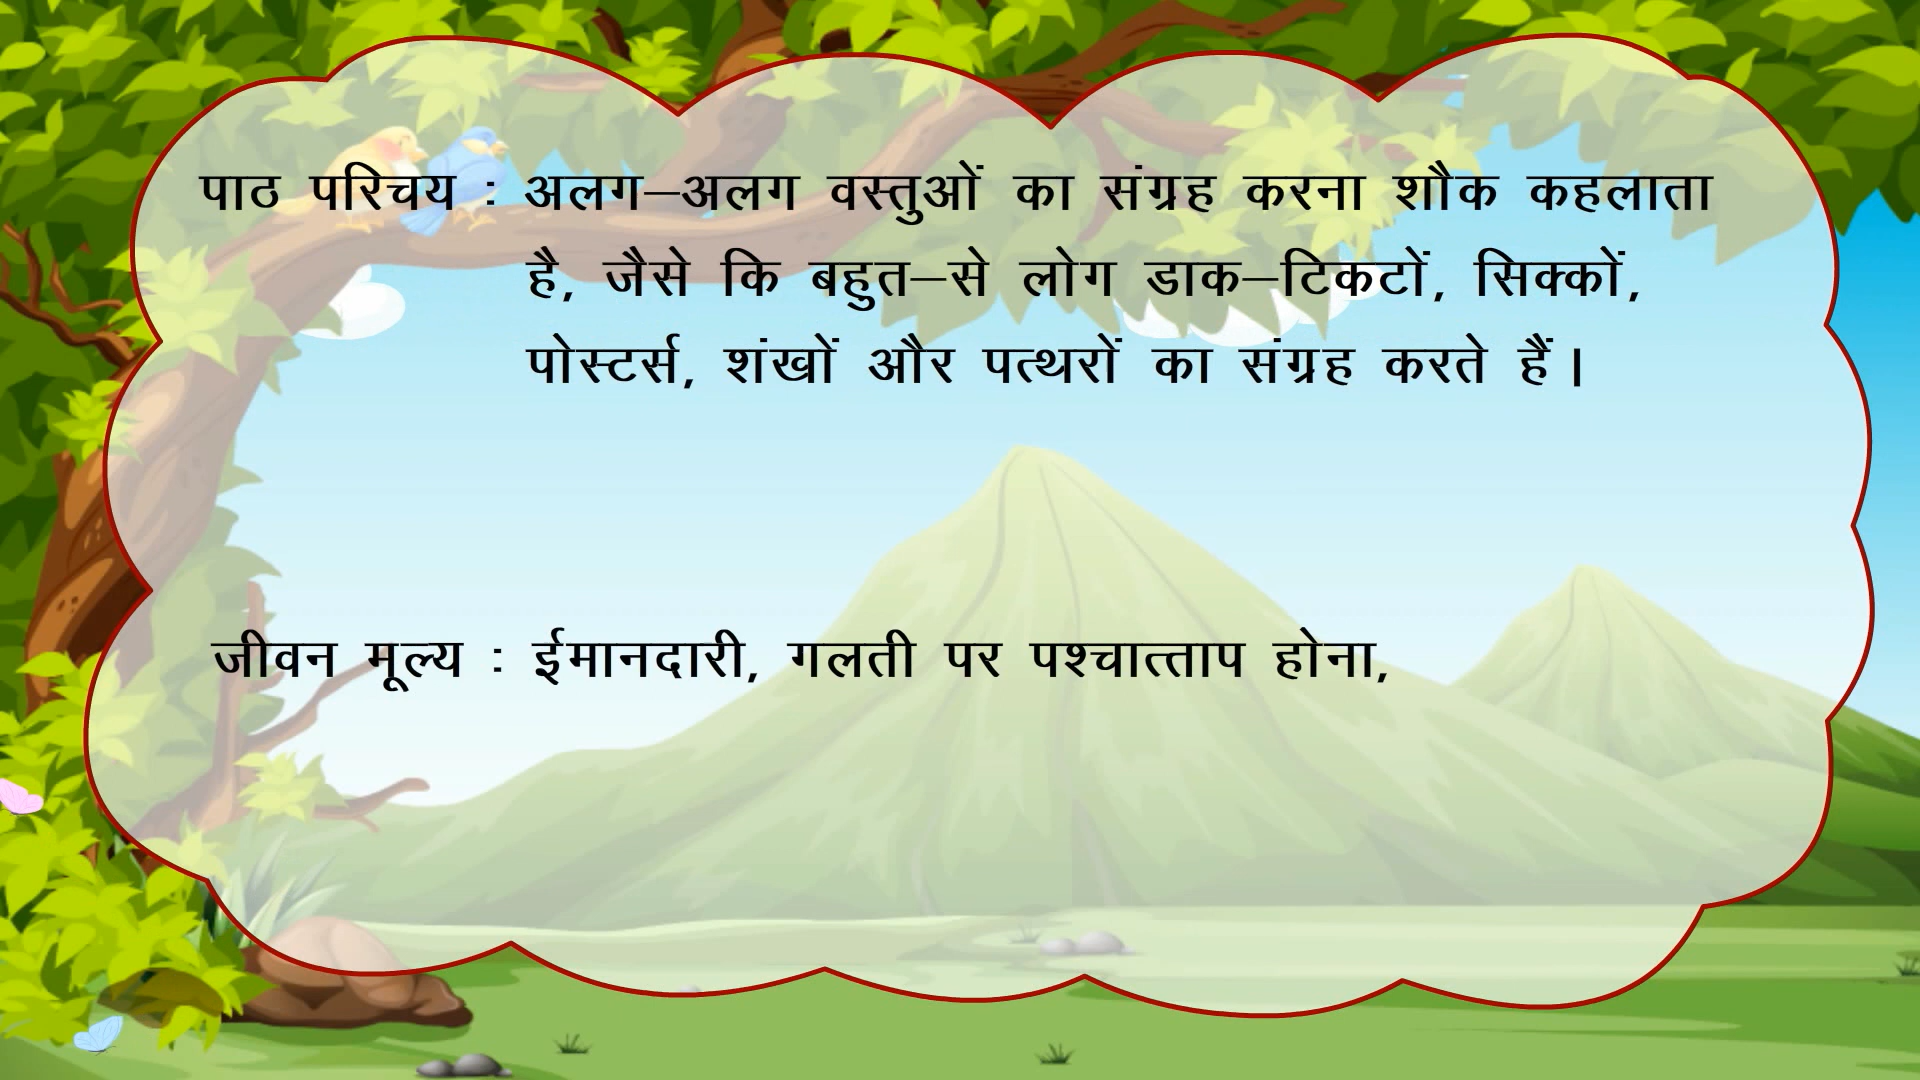 पाठ परिचय : अलग–अलग वस्तुओं का संग्रह करना शौक कहलाता
है, जैसे कि बहुत–से लोग डाक–टिकटों, सिक्कों,
पोस्टर्स, शंखों और पत्थरों का संग्रह करते हैं।
जीवन मूल्य : ईमानदारी, गलती पर पश्चात्ताप होना,